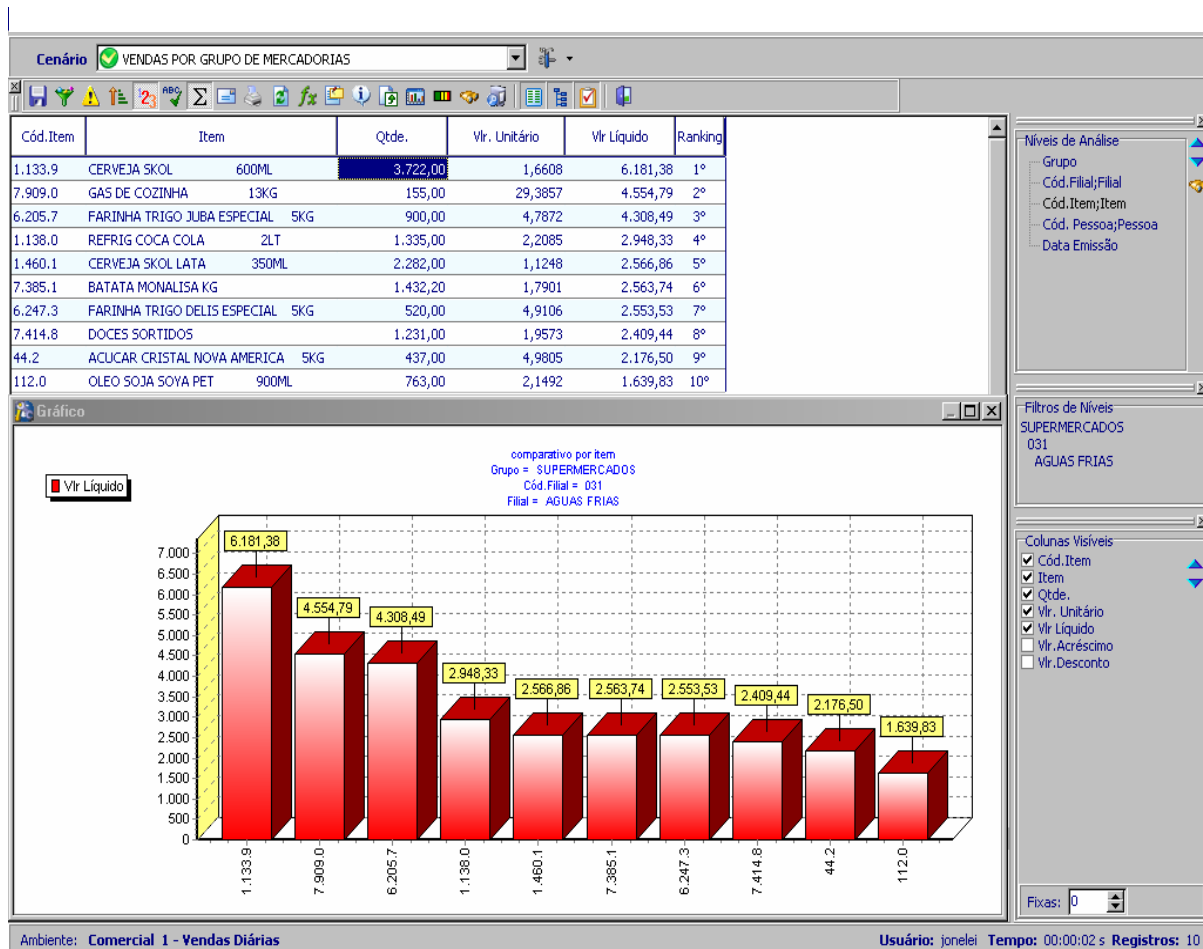 Cenário VENDAS POR GRUPO DE MERCADORIAS
Cód.Item Item Qtde. Vlr. Unitário Vlr Líquido Ranking
1.133.9 CERVEJA SKOL 600ML 3.722,00 1,6608 6.181,38 1º
7.909.0 GAS DE COZINHA 13KG 155,00 29,3857 4.554,79 2º
6.205.7 FARINHA TRIGO JUBA ESPECIAL 5KG 900,00 4,7872 4.308,49 3º
1.138.0 REFRIG COCA COLA 2LT 1.335,00 2,2085 2.948,33 4º
1.460.1 CERVEJA SKOL LATA 350ML 2.282,00 1,1248 2.566,86 5º
7.385.1 BATATA MONALISA KG 1.432,20 1,7901 2.563,74 6º
6.247.3 FARINHA TRIGO DELIS ESPECIAL 5KG 520,00 4,9106 2.553,53 7º
7.414.8 DOCES SORTIDOS 1.231,00 1,9573 2.409,44 8º
44.2 ACUCAR CRISTAL NOVA AMERICA 5KG 437,00 4,9805 2.176,50 9º
112.0 OLEO SOJA SOYA PET 900ML 763,00 2,1492 1.639,83 10º
Níveis de Análise
Grupo
Cód.Filial;Filial
Cód.Item;Item
Cód. Pessoa;Pessoa
Data Emissão
Filtros de Níveis
SUPERMERCADOS
031
AGUAS FRIAS
Colunas Visíveis
Cód.Item
Item
Qtde.
Vlr. Unitário
Vlr Líquido
Vlr.Acréscimo
Vlr.Desconto
Fixas: 0
Gráfico
comparativo por item
Grupo = SUPERMERCADOS
Cód.Filial = 031
Filial = AGUAS FRIAS
Vlr Líquido
7.000
6.500
6.000
5.500
5.000
4.500
4.000
3.500
3.000
2.500
2.000
1.500
1.000
500
0
6.181,38
4.554,79
4.308,49
2.948,33
2.566,86
2.563,74
2.553,53
2.409,44
2.176,50
1.639,83
1.133.9
7.909.0
6.205.7
1.138.0
1.460.1
7.385.1
6.247.3
7.414.8
44.2
112.0
Ambiente: Comercial 1 - Vendas Diárias
Usuário: jonelei Tempo: 00:00:02 s Registros: 10